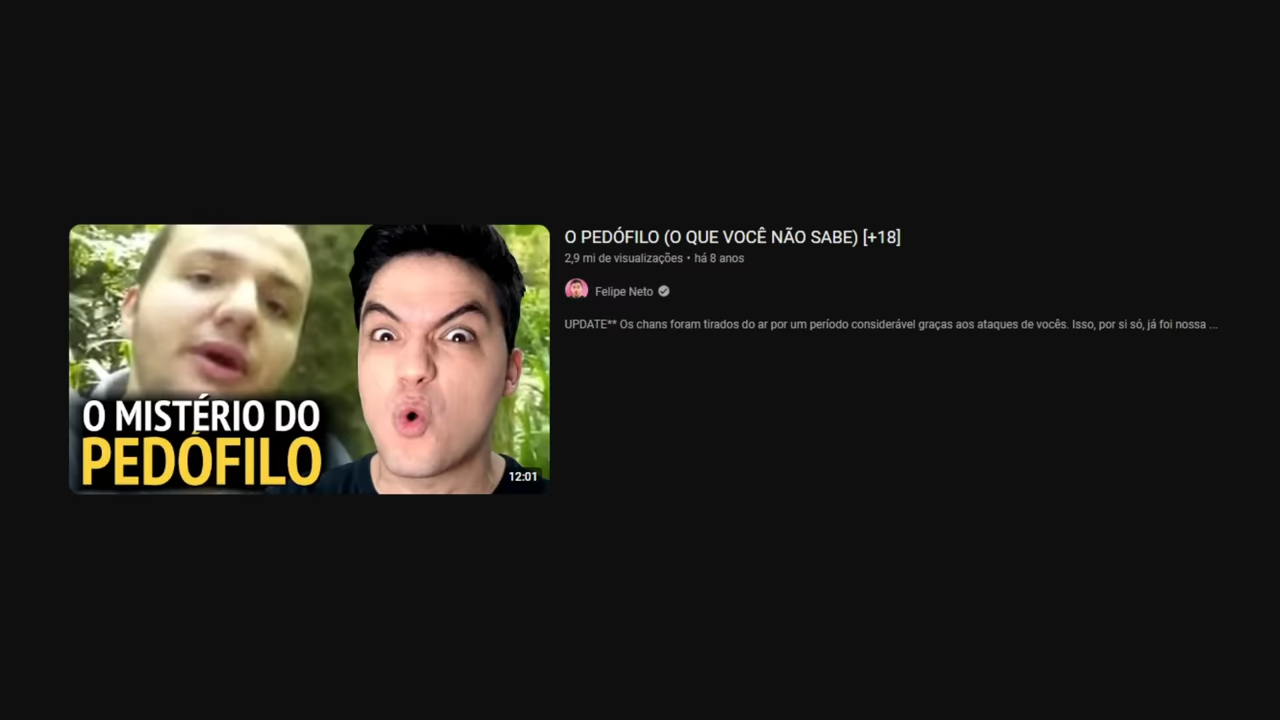 O PEDÓFILO (O QUE VOCÊ NÃO SABE) [+18]
2,9 mi de visualizações • há 8 anos
Felipe Neto
UPDATE** Os chans foram tirados do ar por um período considerável graças aos ataques de vocês. Isso, por si só, já foi nossa ...
O MISTÉRIO DO
PEDÓFILO
12:01